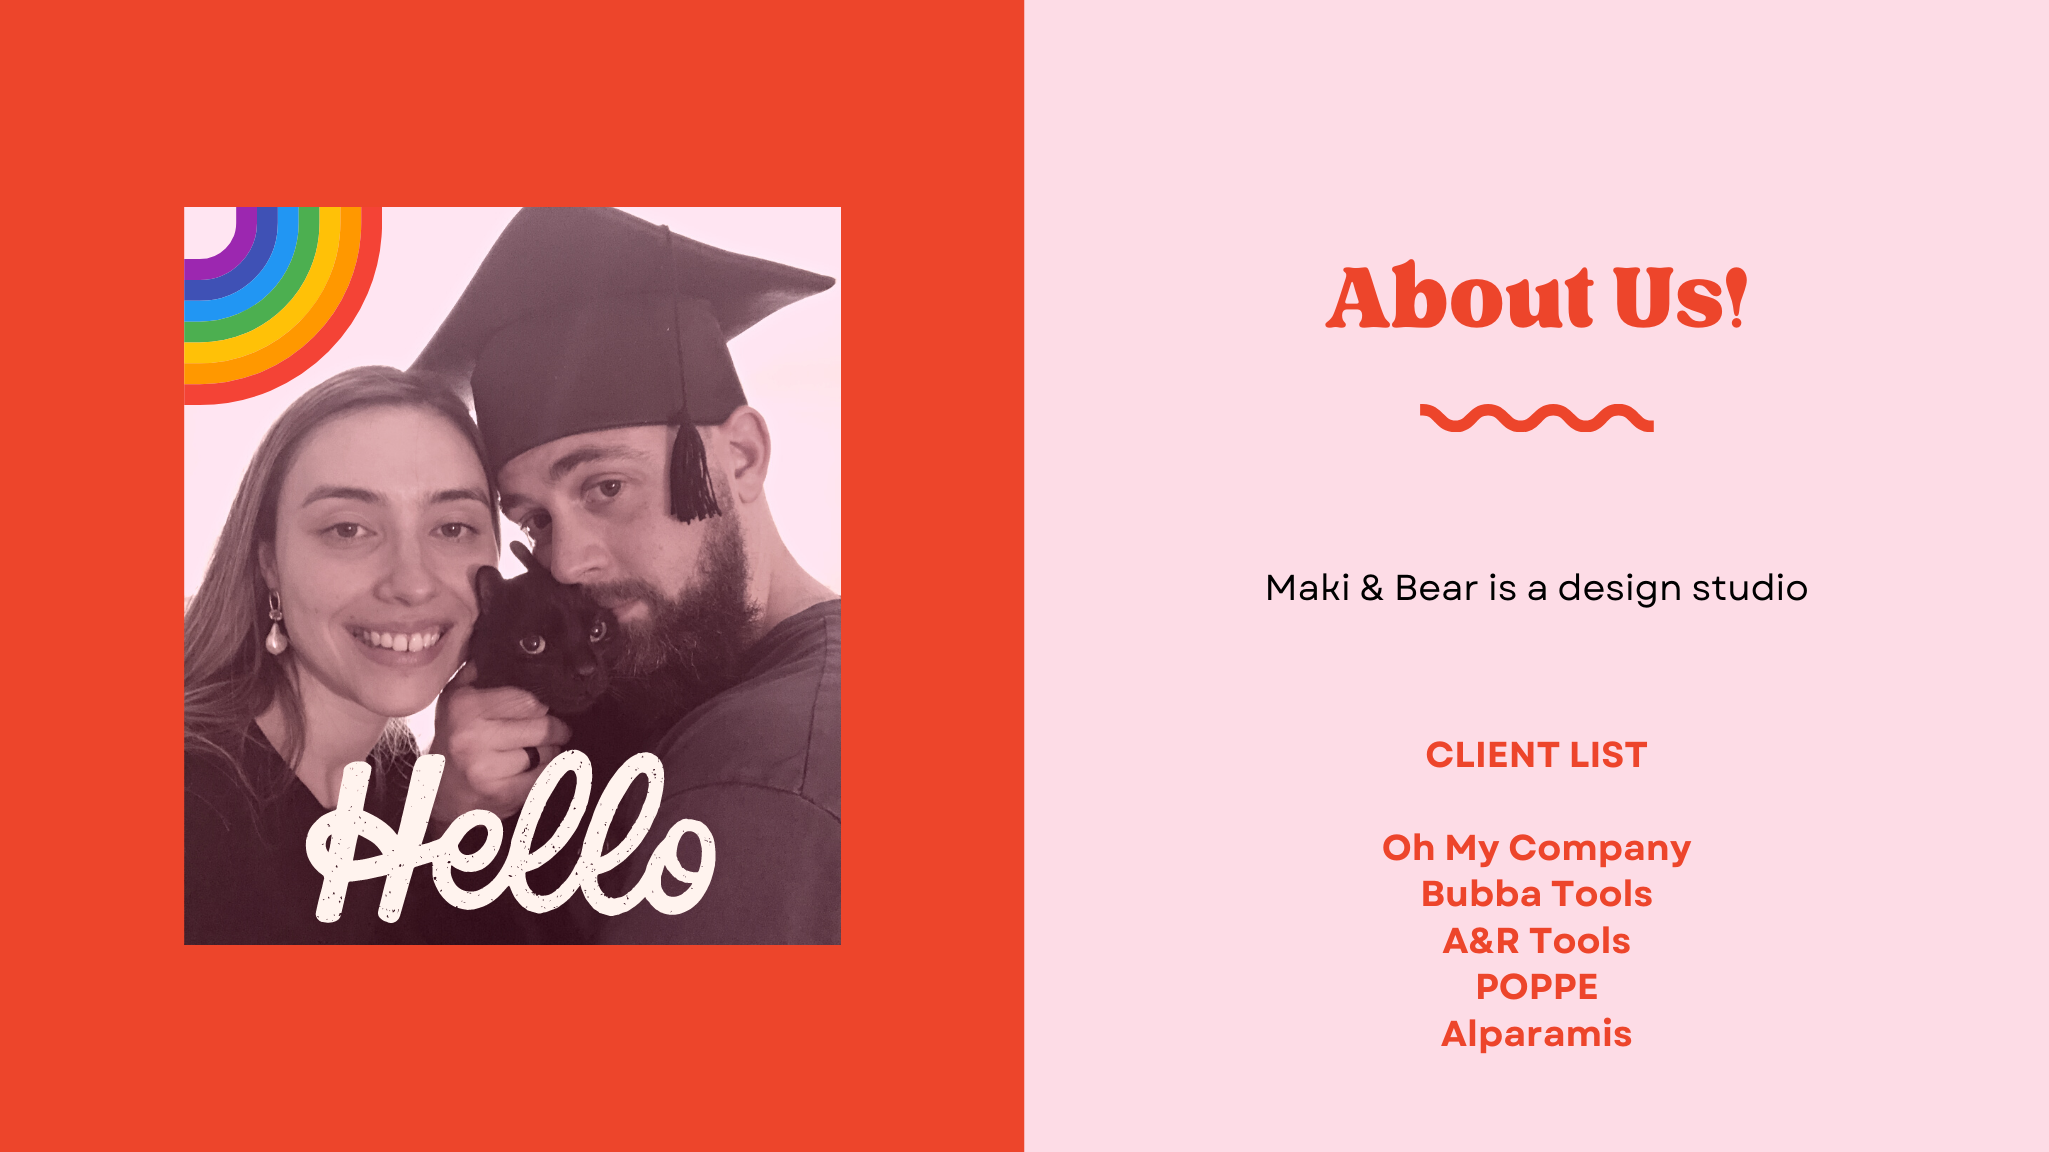 Hello
About Us!
Maki & Bear is a design studio
CLIENT LIST
Oh My Company
Bubba Tools
A&R Tools
POPPE
Alparamis